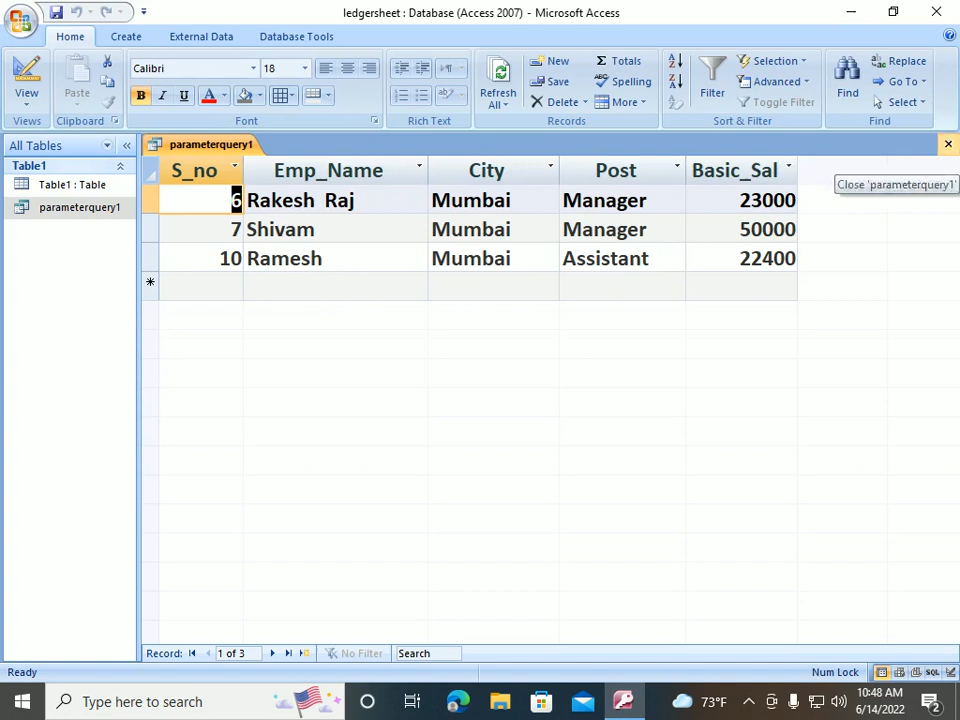 ledgersheet : Database (Access 2007) - Microsoft Access
Home Create External Data Database Tools
View
Views
Paste
Clipboard
Calibri 18
B I U A
Font
ab
Rich Text
Refresh
All
New
Save
Delete
Totals
Spelling
More
Records
Filter
Selection
Advanced
Toggle Filter
Sort & Filter
Find
Replace
Go To
Select
Find
All Tables
Table1
Table1 : Table
parameterquery1
parameterquery1
Close 'parameterquery1'
S_no Emp_Name City Post Basic_Sal
6 Rakesh Raj Mumbai Manager 23000
7 Shivam Mumbai Manager 50000
10 Ramesh Mumbai Assistant 22400
Record: 1 of 3 No Filter Search
Ready Num Lock SQL
Type here to search 73°F 10:48 AM
6/14/2022 2